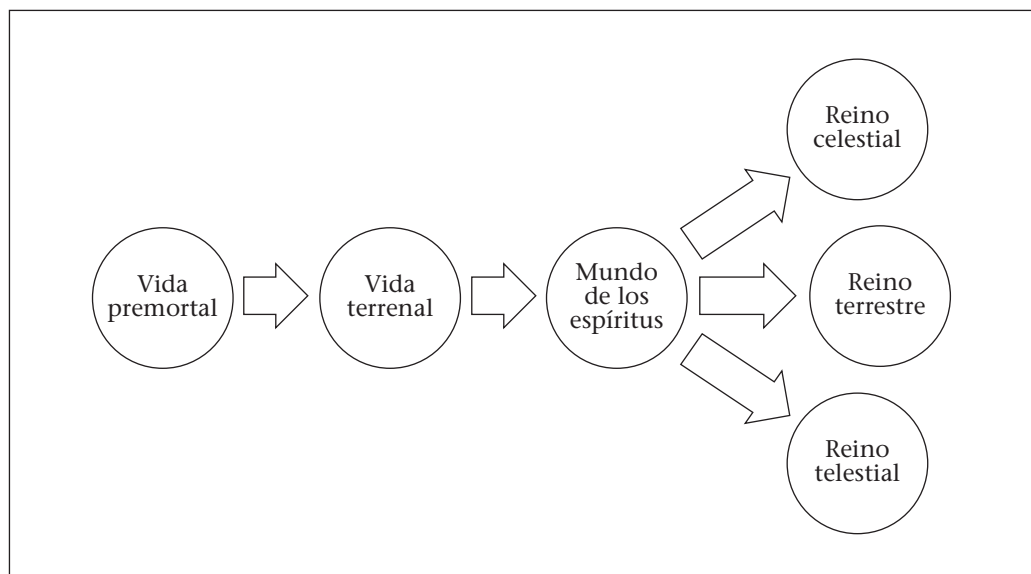 Vida
premortal
Vida
terrenal
Mundo
de los
espíritus
Reino
celestial
Reino
terrestre
Reino
telestial